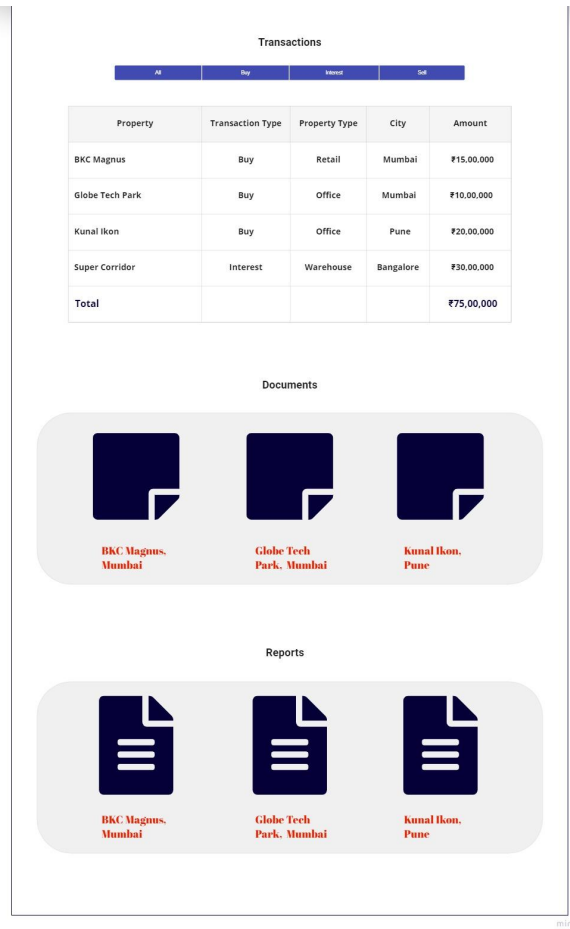 Transactions
All Buy Interest Sell
Property Transaction Type Property Type City Amount
BKC Magnus Buy Retail Mumbai ₹15,00,000
Globe Tech Park Buy Office Mumbai ₹10,00,000
Kunal Ikon Buy Office Pune ₹20,00,000
Super Corridor Interest Warehouse Bangalore ₹30,00,000
Total ₹75,00,000
Documents
BKC Magnus, Globe Tech Kunal Ikon,
Mumbai Park, Mumbai Pune
Reports
BKC Magnus, Globe Tech Kunal Ikon,
Mumbai Park, Mumbai Pune